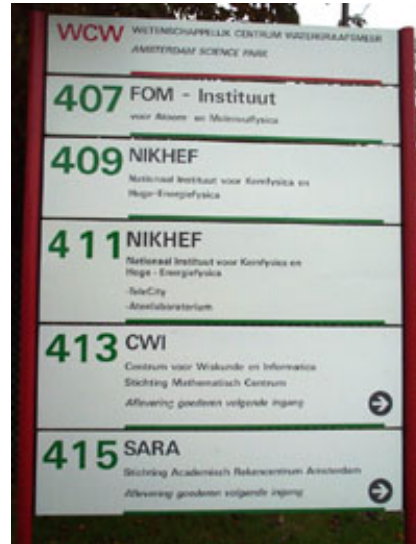 WCW WETENSCHAPPELIJK CENTRUM WATERGRAAFSMEER
AMSTERDAM SCIENCE PARK
407 FOM - Instituut
voor Atoom- en Molecuulfysica
409 NIKHEF
Nationaal Instituut voor Kernfysica en
Hoge-Energiefysica
411 NIKHEF
Nationaal Instituut voor Kernfysica en
Hoge - Energiefysica
-TeleCity
-Atenlaboratorium
413 CWI
Centrum voor Wiskunde en Informatica
Stichting Mathematisch Centrum
Aflevering goederen volgende ingang
415 SARA
Stichting Academisch Rekencentrum Amsterdam
Aflevering goederen volgende ingang